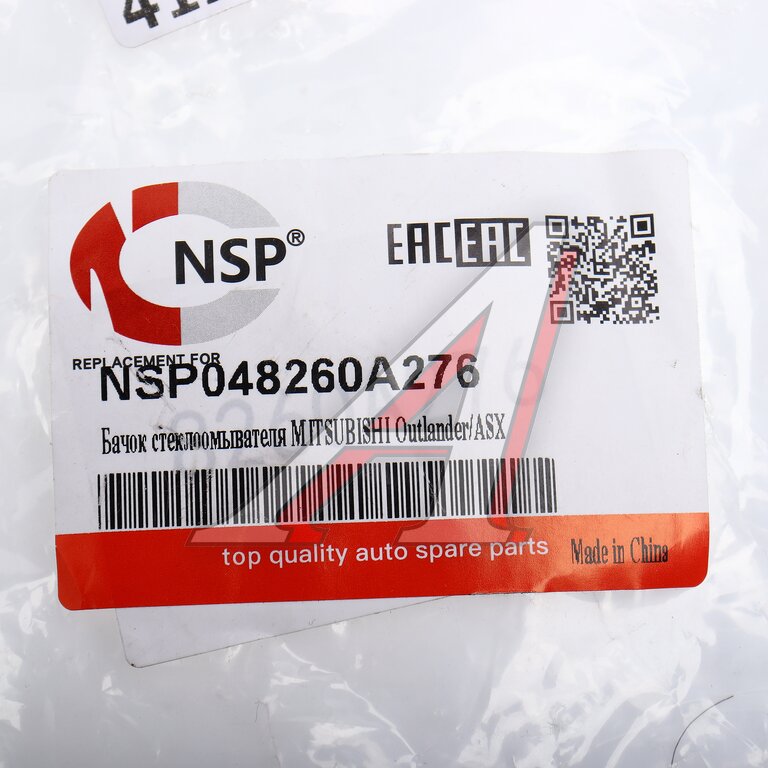 NSP®
EAC EAC
REPLACEMENT FOR
NSP048260A276
Бачок стеклоомывателя MITSUBISHI Outlander/ASX
top quality auto spare parts
Made in China